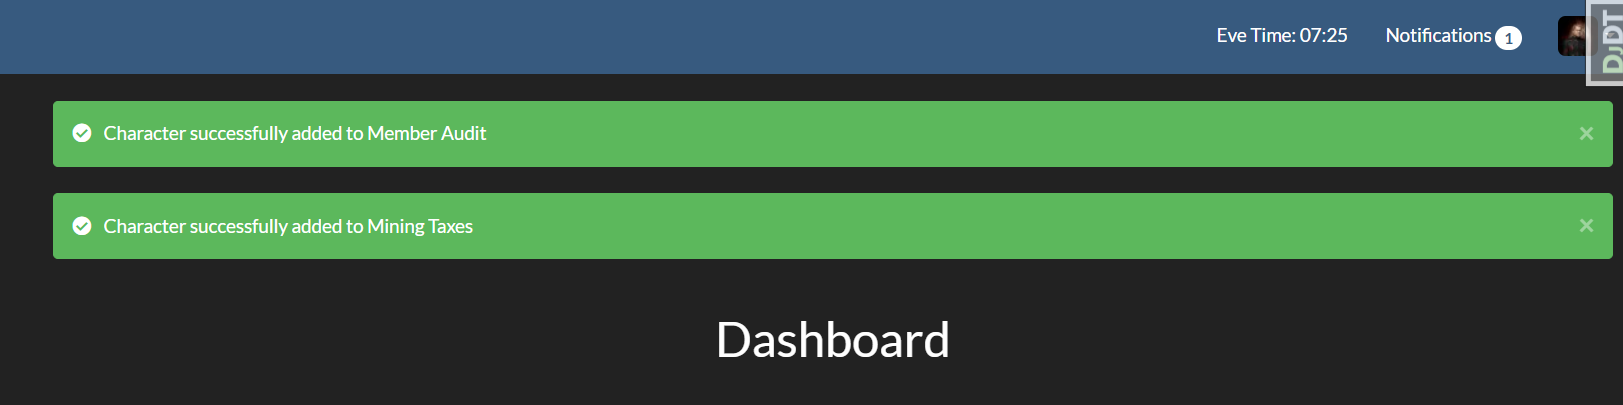 Eve Time: 07:25 Notifications 1
DJDT
Character successfully added to Member Audit ×
Character successfully added to Mining Taxes ×
Dashboard